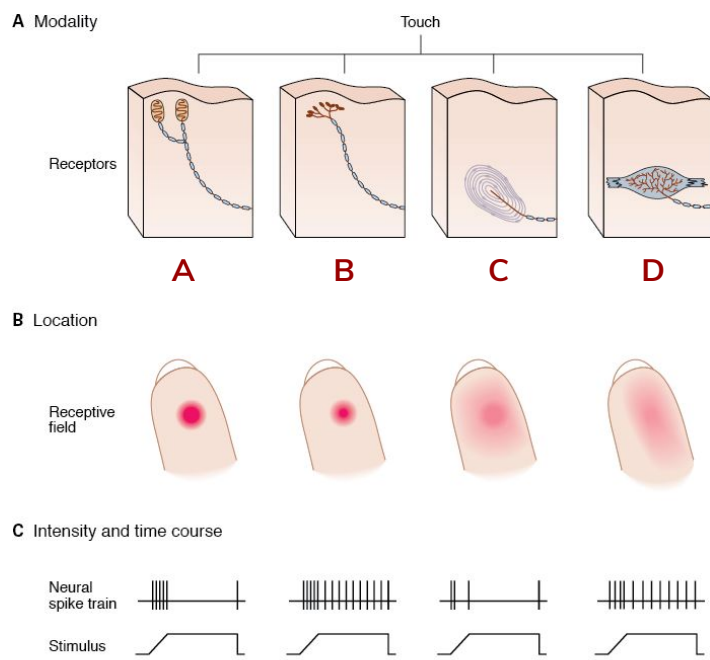 A Modality
Touch
Receptors
A B C D
B Location
Receptive
field
C Intensity and time course
Neural
spike train
Stimulus